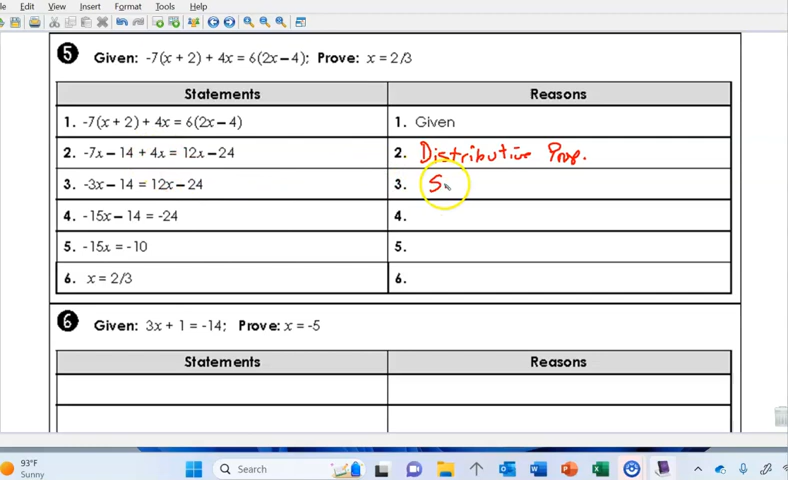 Edit View Insert Format Tools Help
5 Given: -7(x + 2) + 4x = 6(2x – 4); Prove: x = 2/3
Statements Reasons
1. -7(x + 2) + 4x = 6(2x – 4) 1. Given
2. -7x – 14 + 4x = 12x – 24 2. Distributive Prop.
3. -3x – 14 = 12x – 24 3. S
4. -15x – 14 = -24 4.
5. -15x = -10 5.
6. x = 2/3 6.
6 Given: 3x + 1 = -14; Prove: x = -5
Statements Reasons
93°F
Sunny
Search